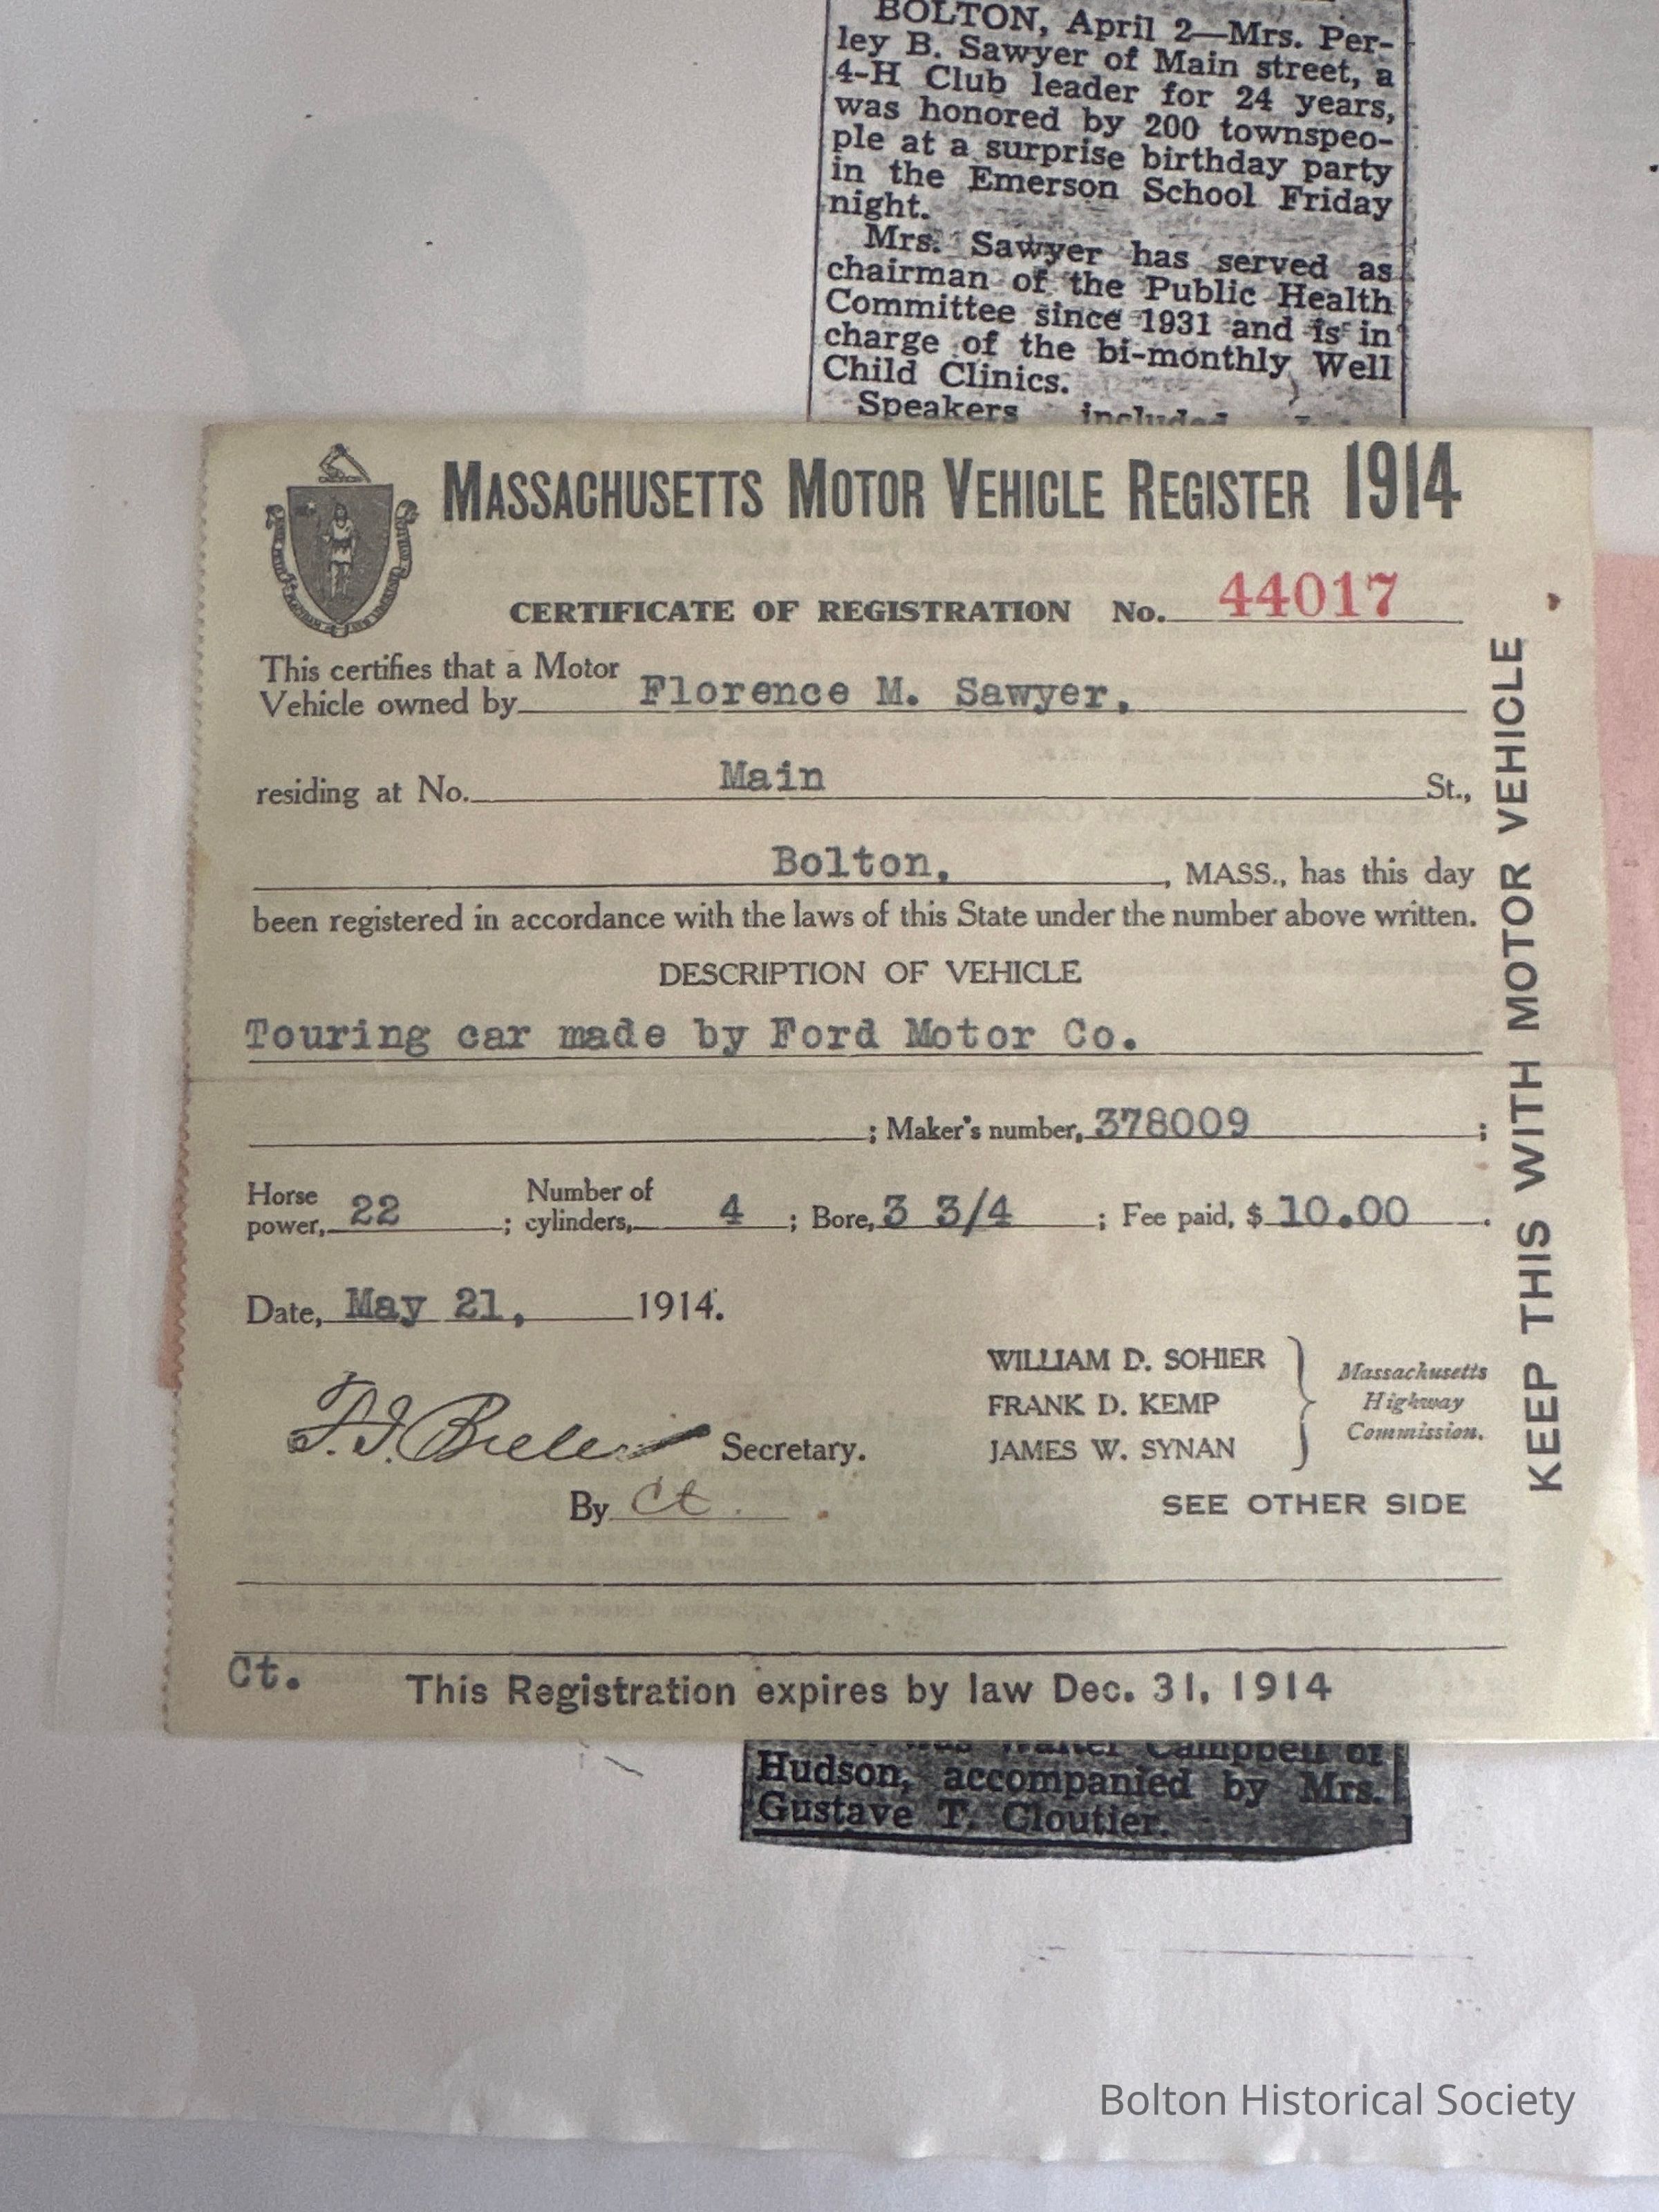 BOLTON, April 2—Mrs. Per-
ley B. Sawyer of Main street, a
4-H Club leader for 24 years,
was honored by 200 townspeo-
ple at a surprise birthday party
in the Emerson School Friday
night.
Mrs. Sawyer has served as
chairman of the Public Health
Committee since 1931 and is in
charge of the bi-monthly Well
Child Clinics.
Speakers included
MASSACHUSETTS MOTOR VEHICLE REGISTER 1914
CERTIFICATE OF REGISTRATION No. 44017
This certifies that a Motor
Vehicle owned by Florence M. Sawyer,
residing at No. Main St.,
Bolton, , MASS., has this day
been registered in accordance with the laws of this State under the number above written.
DESCRIPTION OF VEHICLE
Touring car made by Ford Motor Co.
; Maker's number, 378009 ;
Horse power, 22 ; Number of cylinders, 4 ; Bore, 3 3/4 ; Fee paid, $ 10.00 .
Date, May 21, 1914.
WILLIAM D. SOHIER
FRANK D. KEMP
JAMES W. SYNAN
Massachusetts
Highway
Commission.
Secretary.
By Ct.
SEE OTHER SIDE
Ct. This Registration expires by law Dec. 31, 1914
KEEP THIS WITH MOTOR VEHICLE
was Walter Campbell of
Hudson, accompanied by Mrs.
Gustave T. Cloutier.
Bolton Historical Society